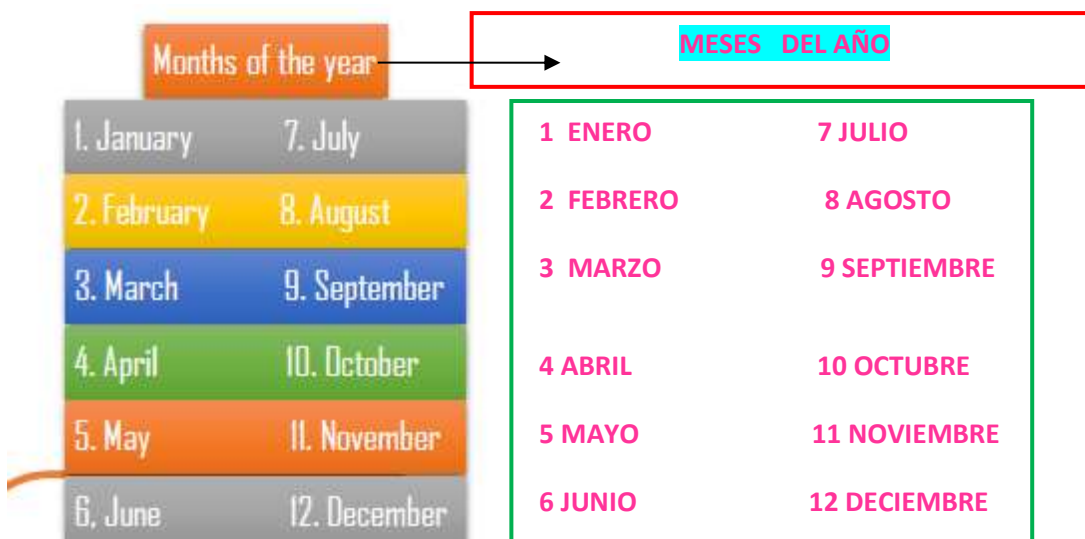 Months of the year
MESES DEL AÑO
1. January 7. July
2. February 8. August
3. March 9. September
4. April 10. October
5. May 11. November
6, June 12. December
1 ENERO 7 JULIO
2 FEBRERO 8 AGOSTO
3 MARZO 9 SEPTIEMBRE
4 ABRIL 10 OCTUBRE
5 MAYO 11 NOVIEMBRE
6 JUNIO 12 DECIEMBRE